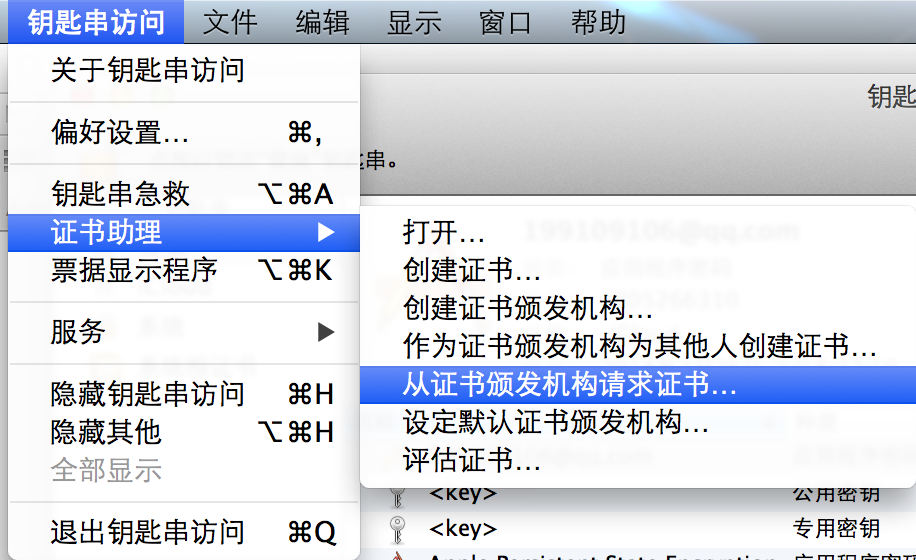 钥匙串访问 文件 编辑 显示 窗口 帮助
关于钥匙串访问
钥匙
偏好设置... ⌘,
串。
钥匙串急救 ⌥⌘A
证书助理 ▶
票据显示程序 ⌥⌘K
服务 ▶
隐藏钥匙串访问 ⌘H
隐藏其他 ⌥⌘H
全部显示
退出钥匙串访问 ⌘Q
打开...
199109106@qq.com
创建证书...
创建证书颁发机构...
作为证书颁发机构为其他人创建证书...
从证书颁发机构请求证书...
设定默认证书颁发机构...
评估证书...
<key> 公用密钥
<key> 专用密钥